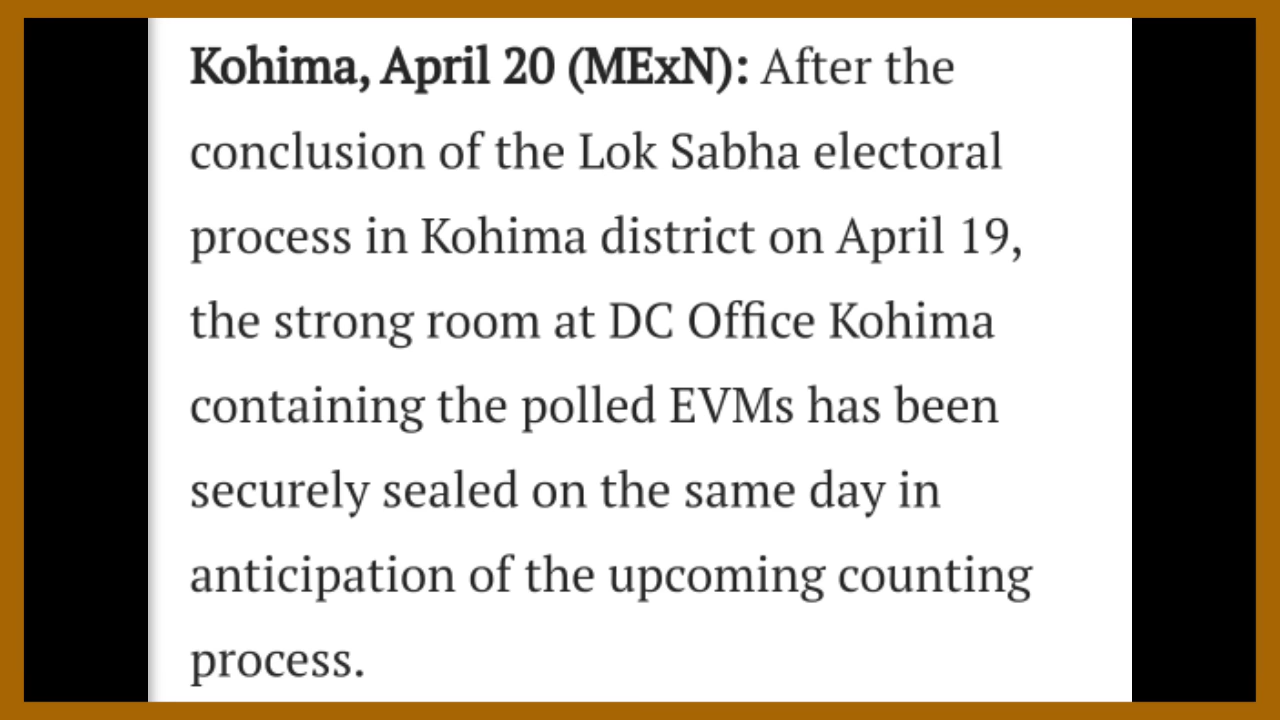 Kohima, April 20 (MExN): After the
conclusion of the Lok Sabha electoral
process in Kohima district on April 19,
the strong room at DC Office Kohima
containing the polled EVMs has been
securely sealed on the same day in
anticipation of the upcoming counting
process.